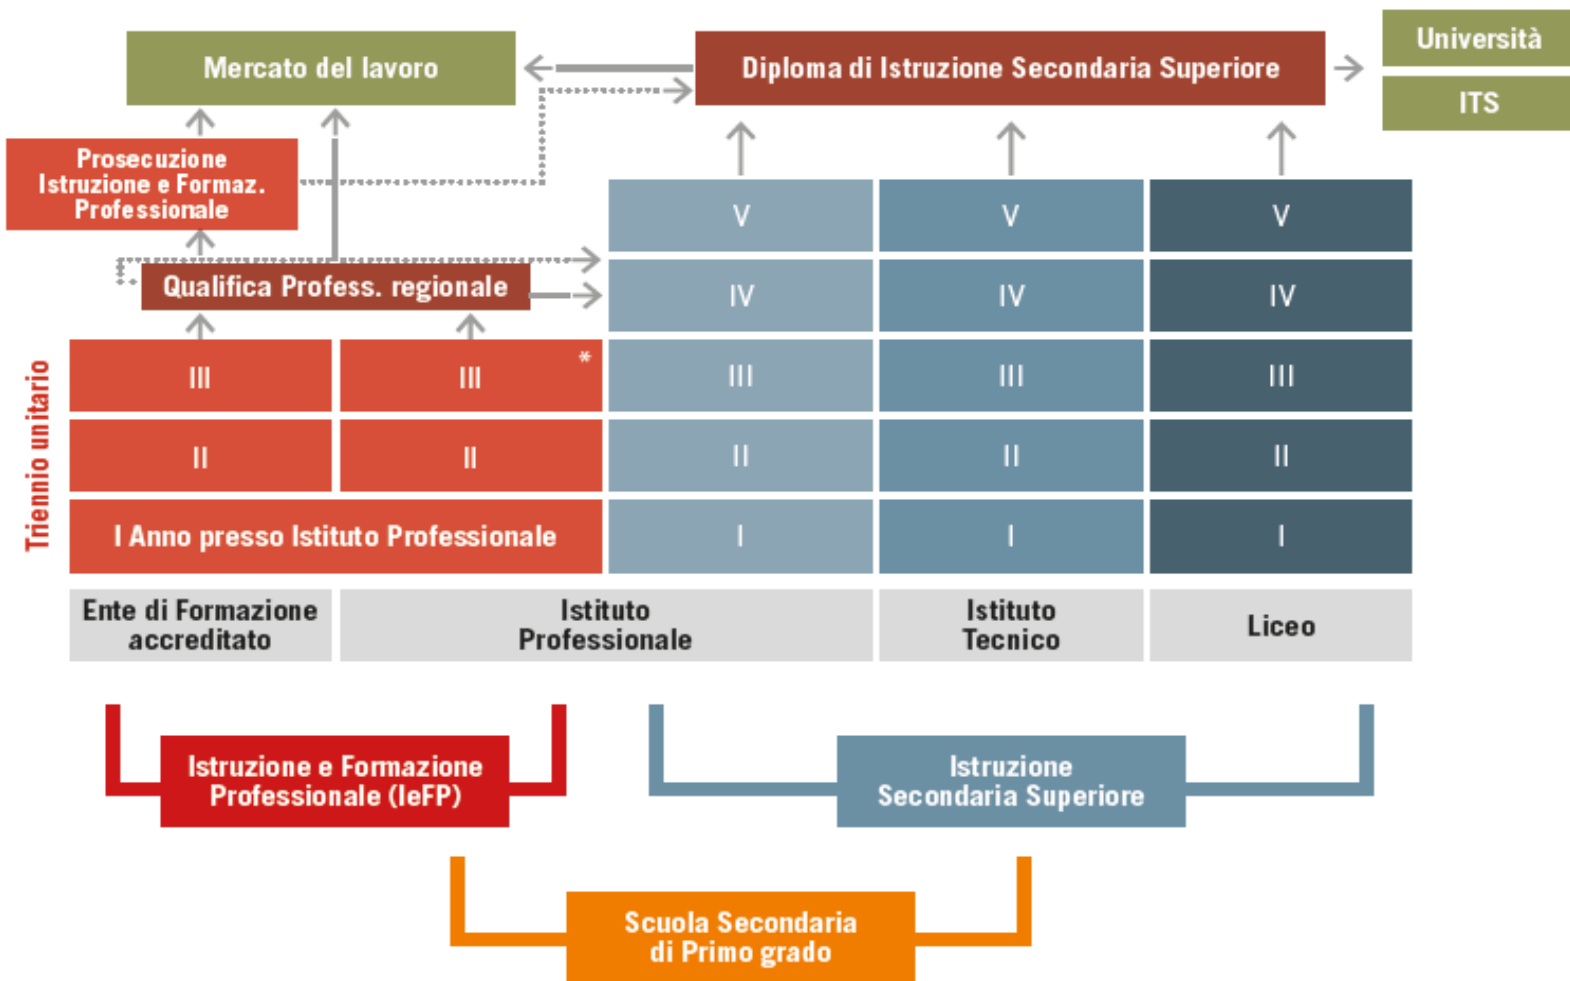 Università
Mercato del lavoro
Diploma di Istruzione Secondaria Superiore
ITS
Prosecuzione
Istruzione e Formaz.
Professionale
V
V
V
Qualifica Profess. regionale
IV
IV
IV
Triennio unitario
III
III
*
III
III
III
II
II
II
II
II
I Anno presso Istituto Professionale
I
I
I
Ente di Formazione
accreditato
Istituto
Professionale
Istituto
Tecnico
Liceo
Istruzione e Formazione
Professionale (IeFP)
Istruzione
Secondaria Superiore
Scuola Secondaria
di Primo grado